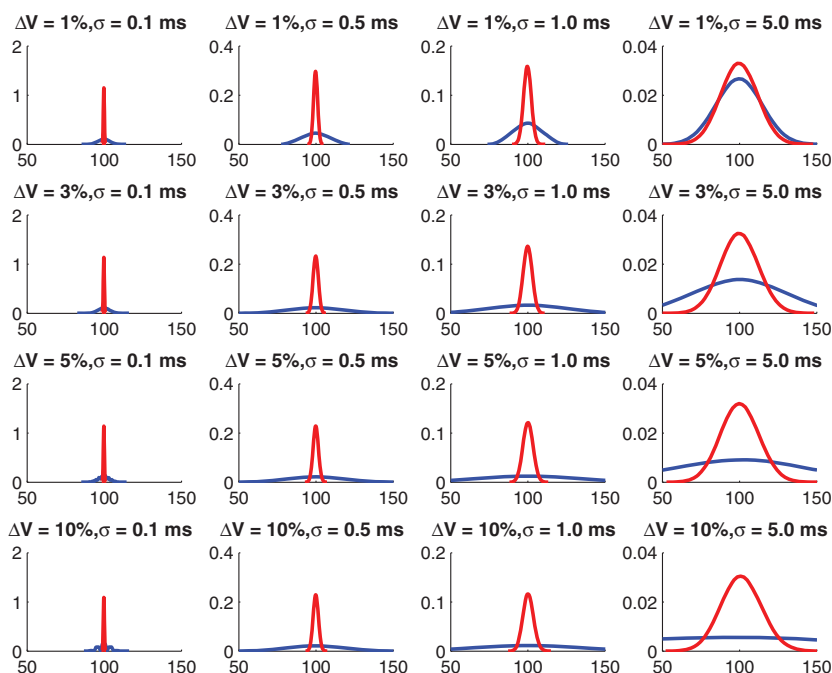 ΔV = 1%,σ = 0.1 ms ΔV = 1%,σ = 0.5 ms ΔV = 1%,σ = 1.0 ms ΔV = 1%,σ = 5.0 ms
2 0.4 0.2 0.04
1 0.2 0.1 0.02
0 0 0 0
50 100 150 50 100 150 50 100 150 50 100 150
ΔV = 3%,σ = 0.1 ms ΔV = 3%,σ = 0.5 ms ΔV = 3%,σ = 1.0 ms ΔV = 3%,σ = 5.0 ms
2 0.4 0.2 0.04
1 0.2 0.1 0.02
0 0 0 0
50 100 150 50 100 150 50 100 150 50 100 150
ΔV = 5%,σ = 0.1 ms ΔV = 5%,σ = 0.5 ms ΔV = 5%,σ = 1.0 ms ΔV = 5%,σ = 5.0 ms
2 0.4 0.2 0.04
1 0.2 0.1 0.02
0 0 0 0
50 100 150 50 100 150 50 100 150 50 100 150
ΔV = 10%,σ = 0.1 ms ΔV = 10%,σ = 0.5 ms ΔV = 10%,σ = 1.0 ms ΔV = 10%,σ = 5.0 ms
2 0.4 0.2 0.04
1 0.2 0.1 0.02
0 0 0 0
50 100 150 50 100 150 50 100 150 50 100 150